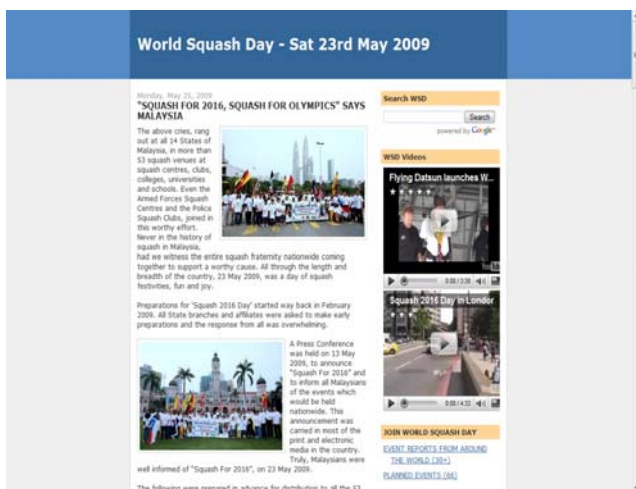 World Squash Day - Sat 23rd May 2009
Monday, May 25, 2009
"SQUASH FOR 2016, SQUASH FOR OLYMPICS" SAYS
MALAYSIA
The above cries, rang
out at all 14 States of
Malaysia, in more than
53 squash venues at
squash centres, clubs,
colleges, universities
and schools. Even the
Armed Forces Squash
Centres and the Police
Squash Clubs, joined in
this worthy effort.
Never in the history of
squash in Malaysia,
had we witness the entire squash fraternity nationwide coming
together to support a worthy cause. All through the length and
breadth of the country, 23 May 2009, was a day of squash
festivities, fun and joy.
Preparations for 'Squash 2016 Day' started way back in February
2009. All State branches and affiliates were asked to make early
preparations and the response from all was overwhelming.
A Press Conference
was held on 13 May
2009, to announce
"Squash For 2016" and
to inform all Malaysians
of the events which
would be held
nationwide. This
announcement was
carried in most of the
print and electronic
media in the country.
Truly, Malaysians were
well informed of "Squash For 2016", on 23 May 2009.
The following were prepared in advance for distribution to all the 53
Search WSD
Search
powered by Google
WSD Videos
Flying Datsun launches W...
0:00 / 3:36
Squash 2016 Day in Londor
0:00 / 4:33
JOIN WORLD SQUASH DAY
EVENT REPORTS FROM AROUND
THE WORLD (30+)
PLANNED EVENTS (66)